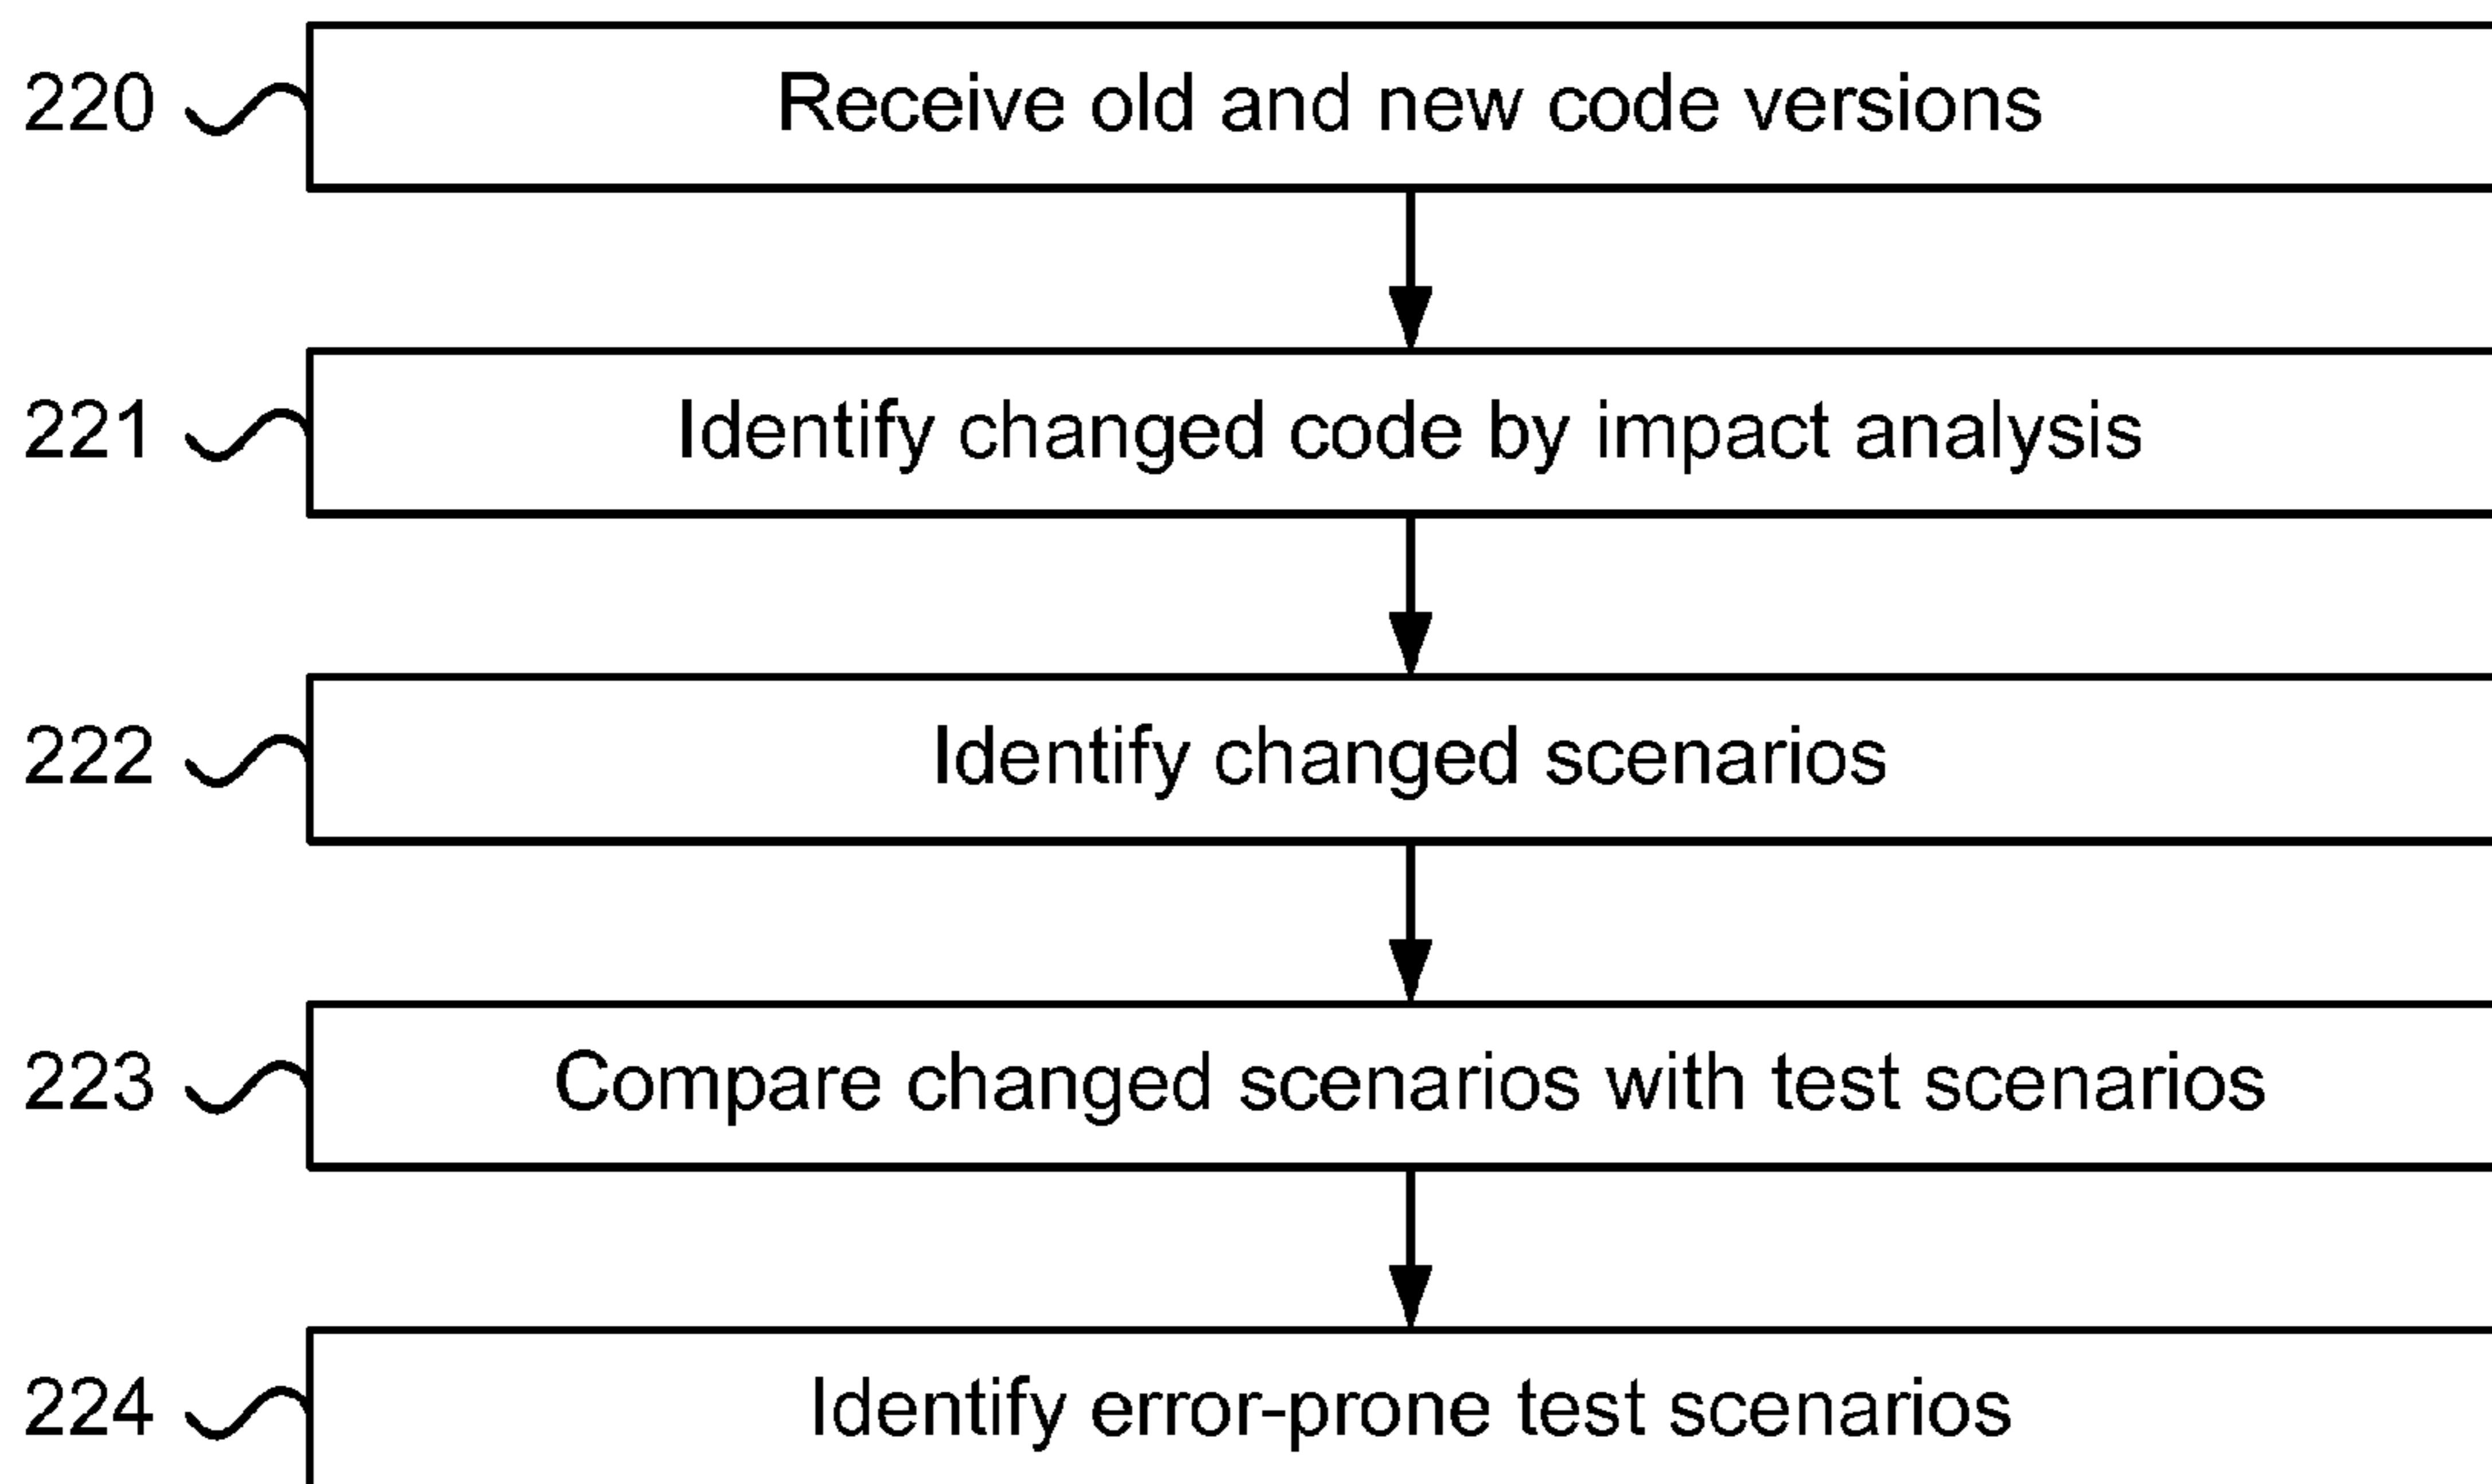 220 Receive old and new code versions
221 Identify changed code by impact analysis
222 Identify changed scenarios
223 Compare changed scenarios with test scenarios
224 Identify error-prone test scenarios